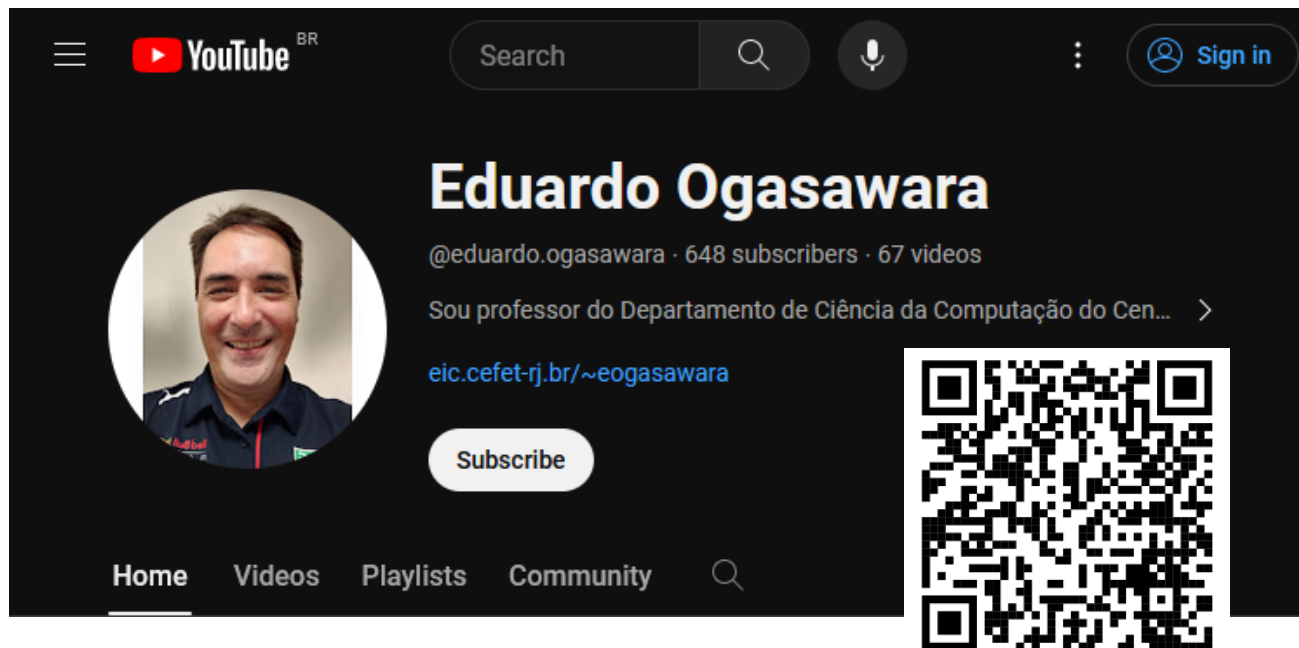 YouTube BR
Search
Sign in
Eduardo Ogasawara
@eduardo.ogasawara · 648 subscribers · 67 videos
Sou professor do Departamento de Ciência da Computação do Cen...
eic.cefet-rj.br/~eogasawara
Subscribe
Home Videos Playlists Community